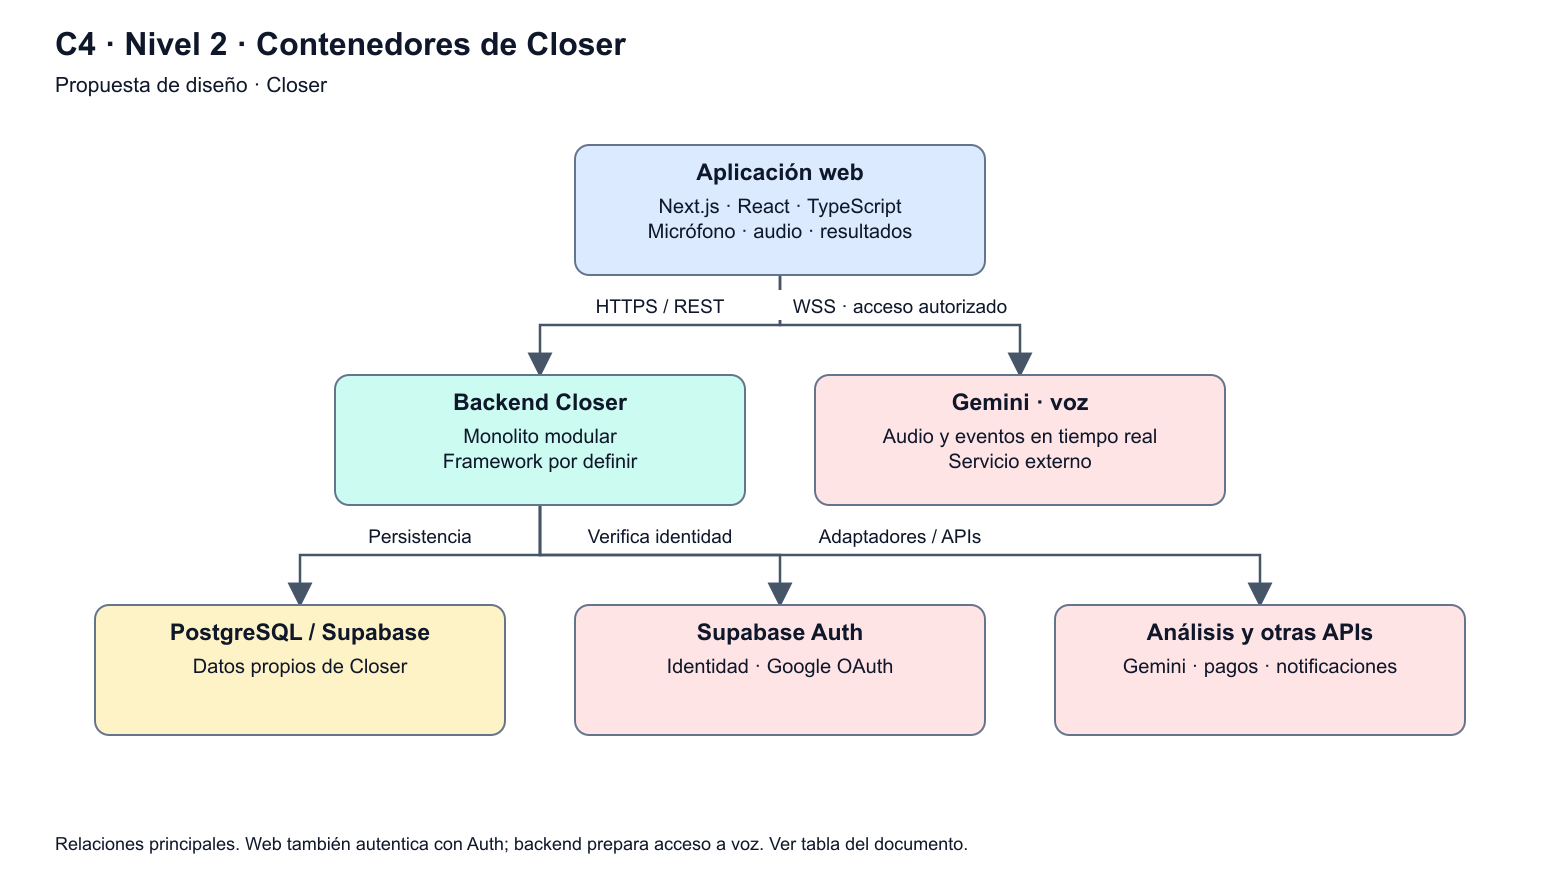 C4 · Nivel 2 · Contenedores de Closer
Propuesta de diseño · Closer
Aplicación web
Next.js · React · TypeScript
Micrófono · audio · resultados
HTTPS / REST
WSS · acceso autorizado
Backend Closer
Monolito modular
Framework por definir
Gemini · voz
Audio y eventos en tiempo real
Servicio externo
Persistencia
Verifica identidad
Adaptadores / APIs
PostgreSQL / Supabase
Datos propios de Closer
Supabase Auth
Identidad · Google OAuth
Análisis y otras APIs
Gemini · pagos · notificaciones
Relaciones principales. Web también autentica con Auth; backend prepara acceso a voz. Ver tabla del documento.